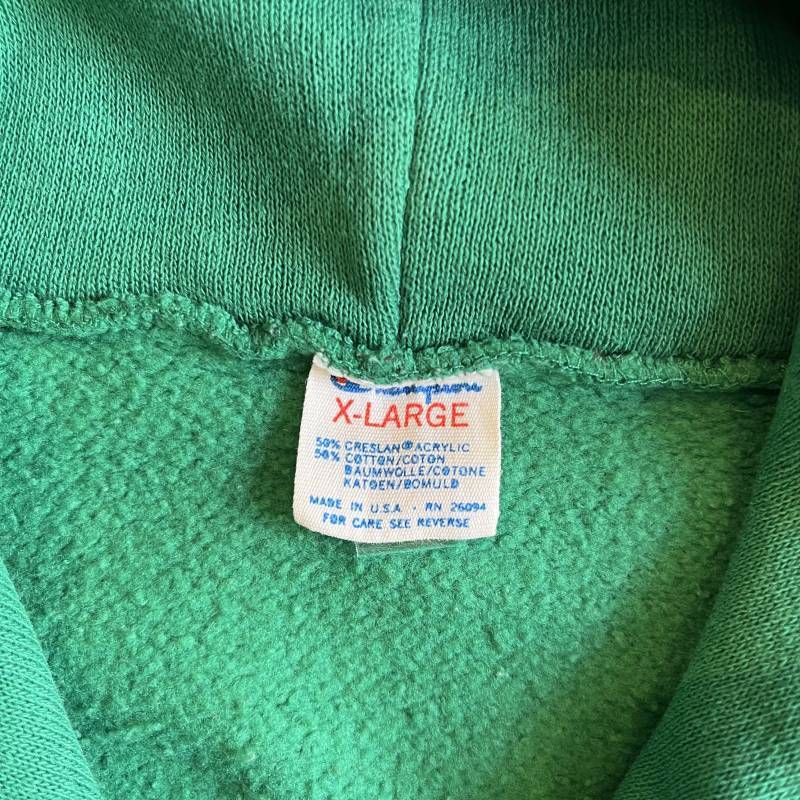 Champion
X-LARGE
50% CRESLAN® ACRYLIC
50% COTTON/COTON
BAUMWOLLE/COTONE
KATOEN/BOMULD
MADE IN U.S.A. · RN 26094
FOR CARE SEE REVERSE